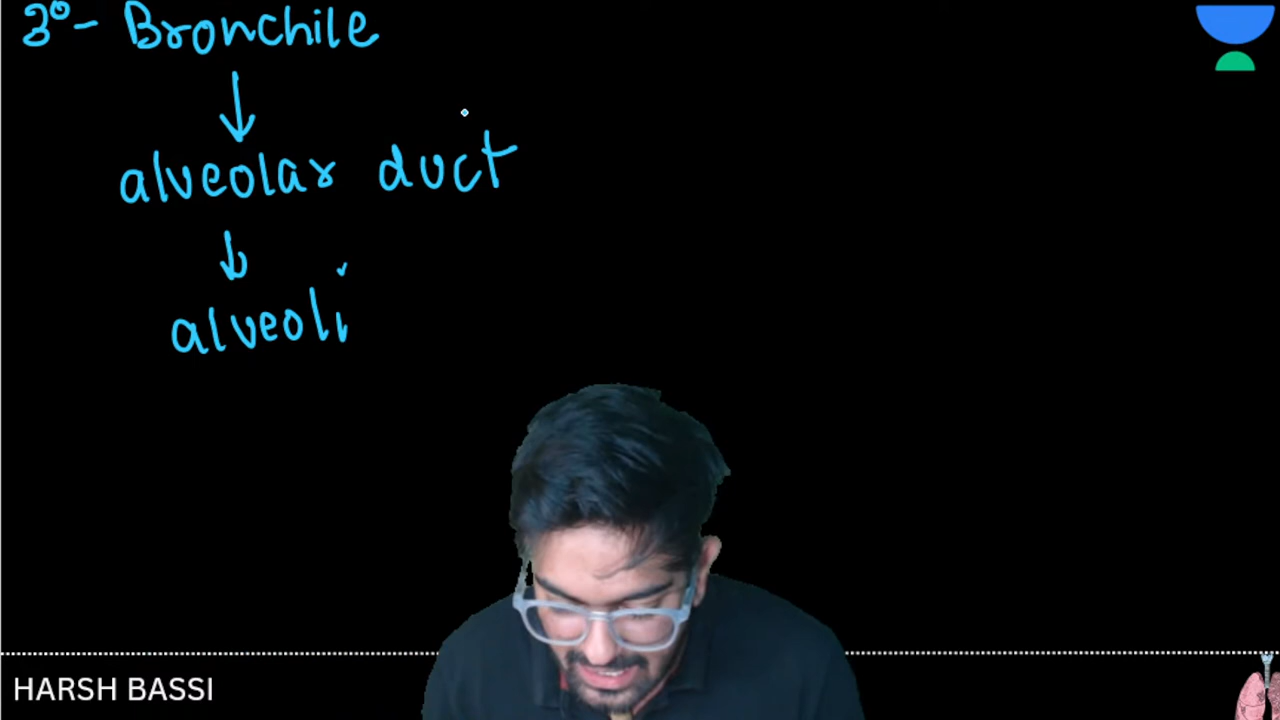 3°- Bronchile
↓
alveolar duct
↓
alveoli
HARSH BASSI